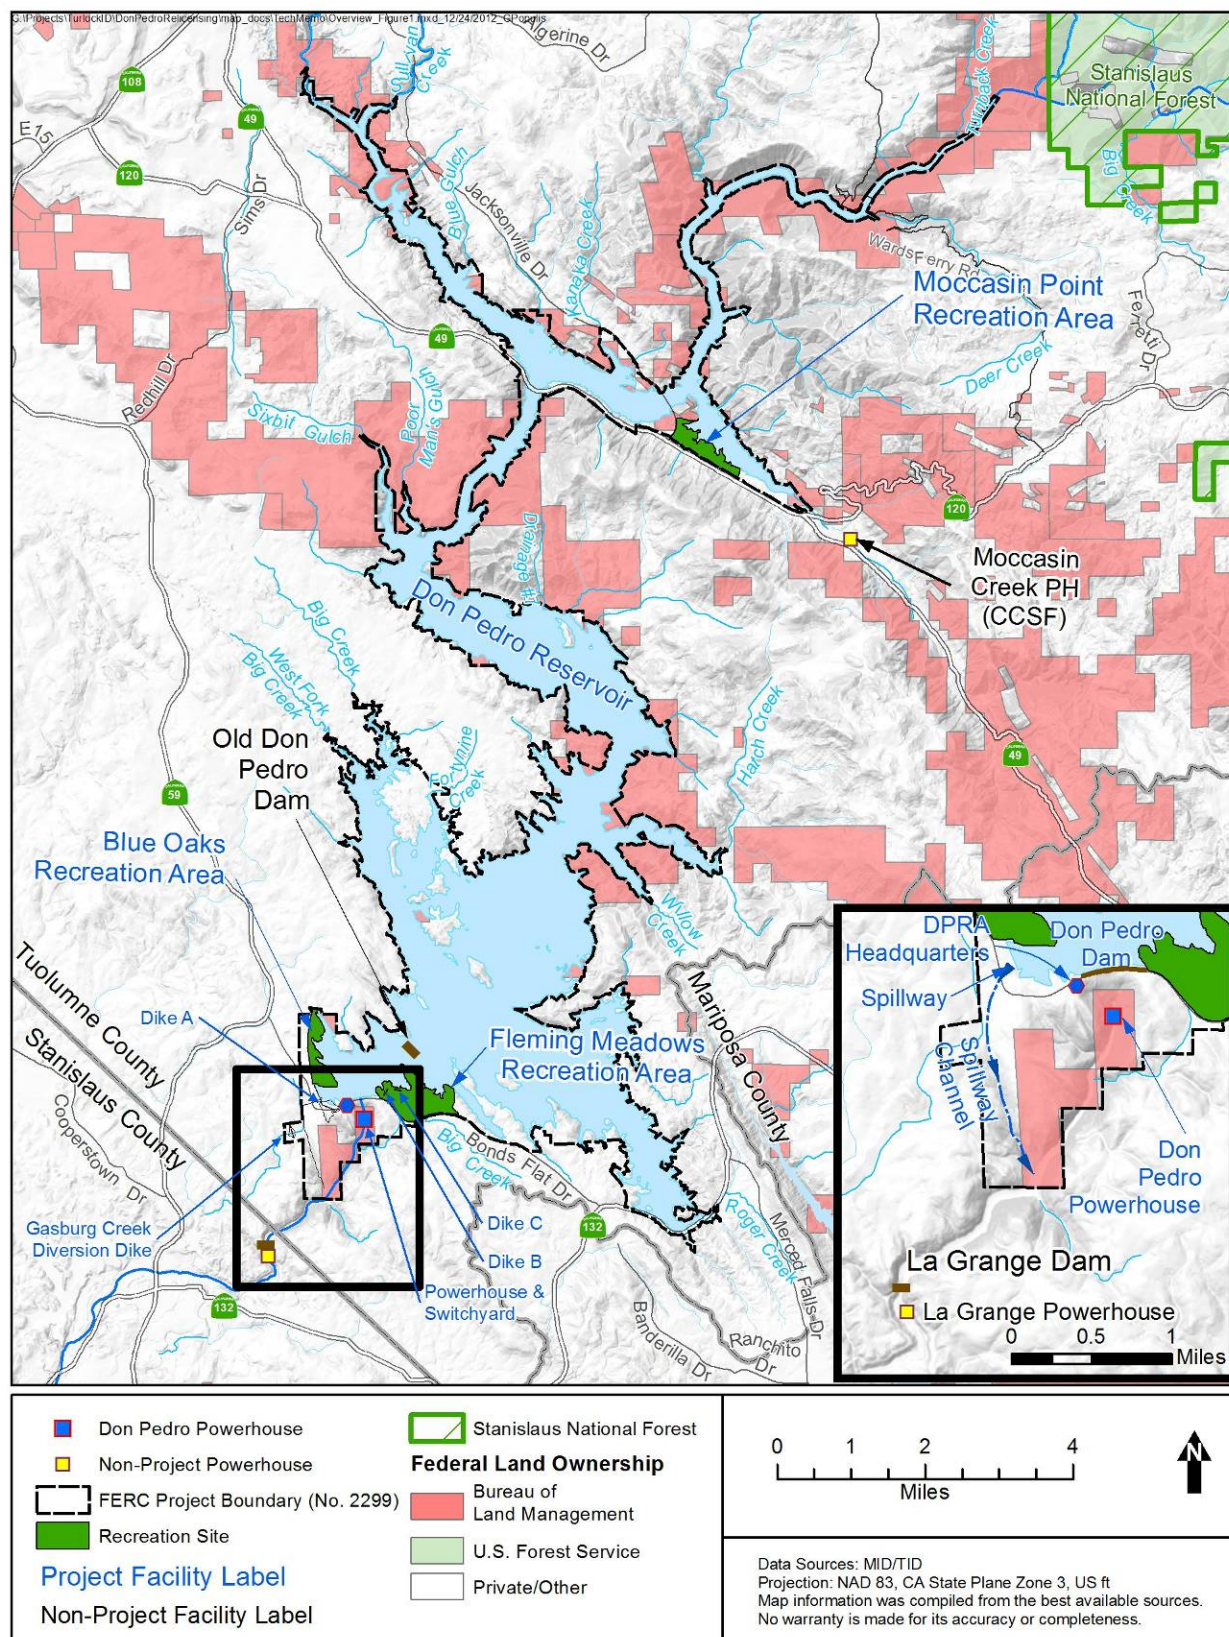 G:\Projects\TurlockID\DonPedroRelicensing\map_docs\TechMemo\Overview_Figure1.mxd_12/24/2012_GPopplis
Algerine Dr
Sullivan
Creek
Turnback Creek
Stanislaus
National Forest
CALIFORNIA
108
49
E15
120
Sims Dr
Blue Gulch
Jacksonville Dr
Kanaka Creek
Big
Creek
Wards Ferry Rd
Moccasin Point
Recreation Area
Ferretti Dr
49
Deer Creek
Redhill Dr
Poor
Man's Gulch
Sixbit Gulch
120
Drainage #1
Moccasin
Creek PH
(CCSF)
Don Pedro Reservoir
Big Creek
West Fork
Big Creek
Hatch Creek
Old Don
Pedro
Dam
Fortynine
Creek
49
59
Blue Oaks
Recreation Area
Willow
Creek
Tuolumne County
Stanislaus County
Mariposa County
Dike A
Fleming Meadows
Recreation Area
Cooperstown Dr
Big
Creek
Bonds Flat Dr
Gasburg Creek
Diversion Dike
Dike C
Dike B
Powerhouse &
Switchyard
132
132
Rogers Creek
Merced Falls Dr
Banderilla Dr
Ranchito
Dr
DPRA
Headquarters
Don Pedro
Dam
Spillway
Spillway
Channel
Don
Pedro
Powerhouse
La Grange Dam
La Grange Powerhouse
0 0.5 1
Miles
Don Pedro Powerhouse
Non-Project Powerhouse
FERC Project Boundary (No. 2299)
Recreation Site
Project Facility Label
Non-Project Facility Label
Stanislaus National Forest
Federal Land Ownership
Bureau of
Land Management
U.S. Forest Service
Private/Other
0 1 2 4
Miles
N
Data Sources: MID/TID
Projection: NAD 83, CA State Plane Zone 3, US ft
Map information was compiled from the best available sources.
No warranty is made for its accuracy or completeness.